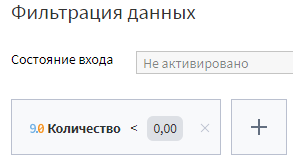 Фильтрация данных
Состояние входа
Не активировано
9.0 Количество < 0,00